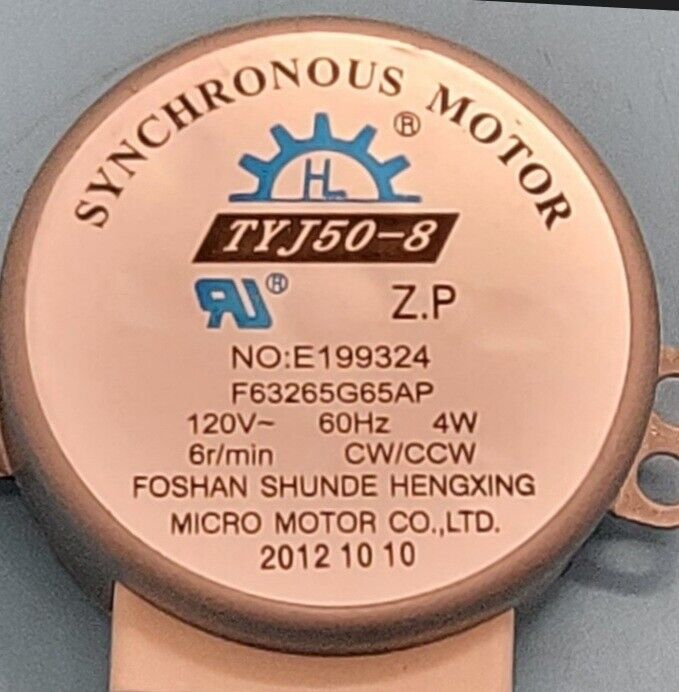 SYNCHRONOUS MOTOR
HL ®
TYJ50-8
RU® Z.P
NO:E199324
F63265G65AP
120V~ 60Hz 4W
6r/min CW/CCW
FOSHAN SHUNDE HENGXING
MICRO MOTOR CO.,LTD.
2012 10 10